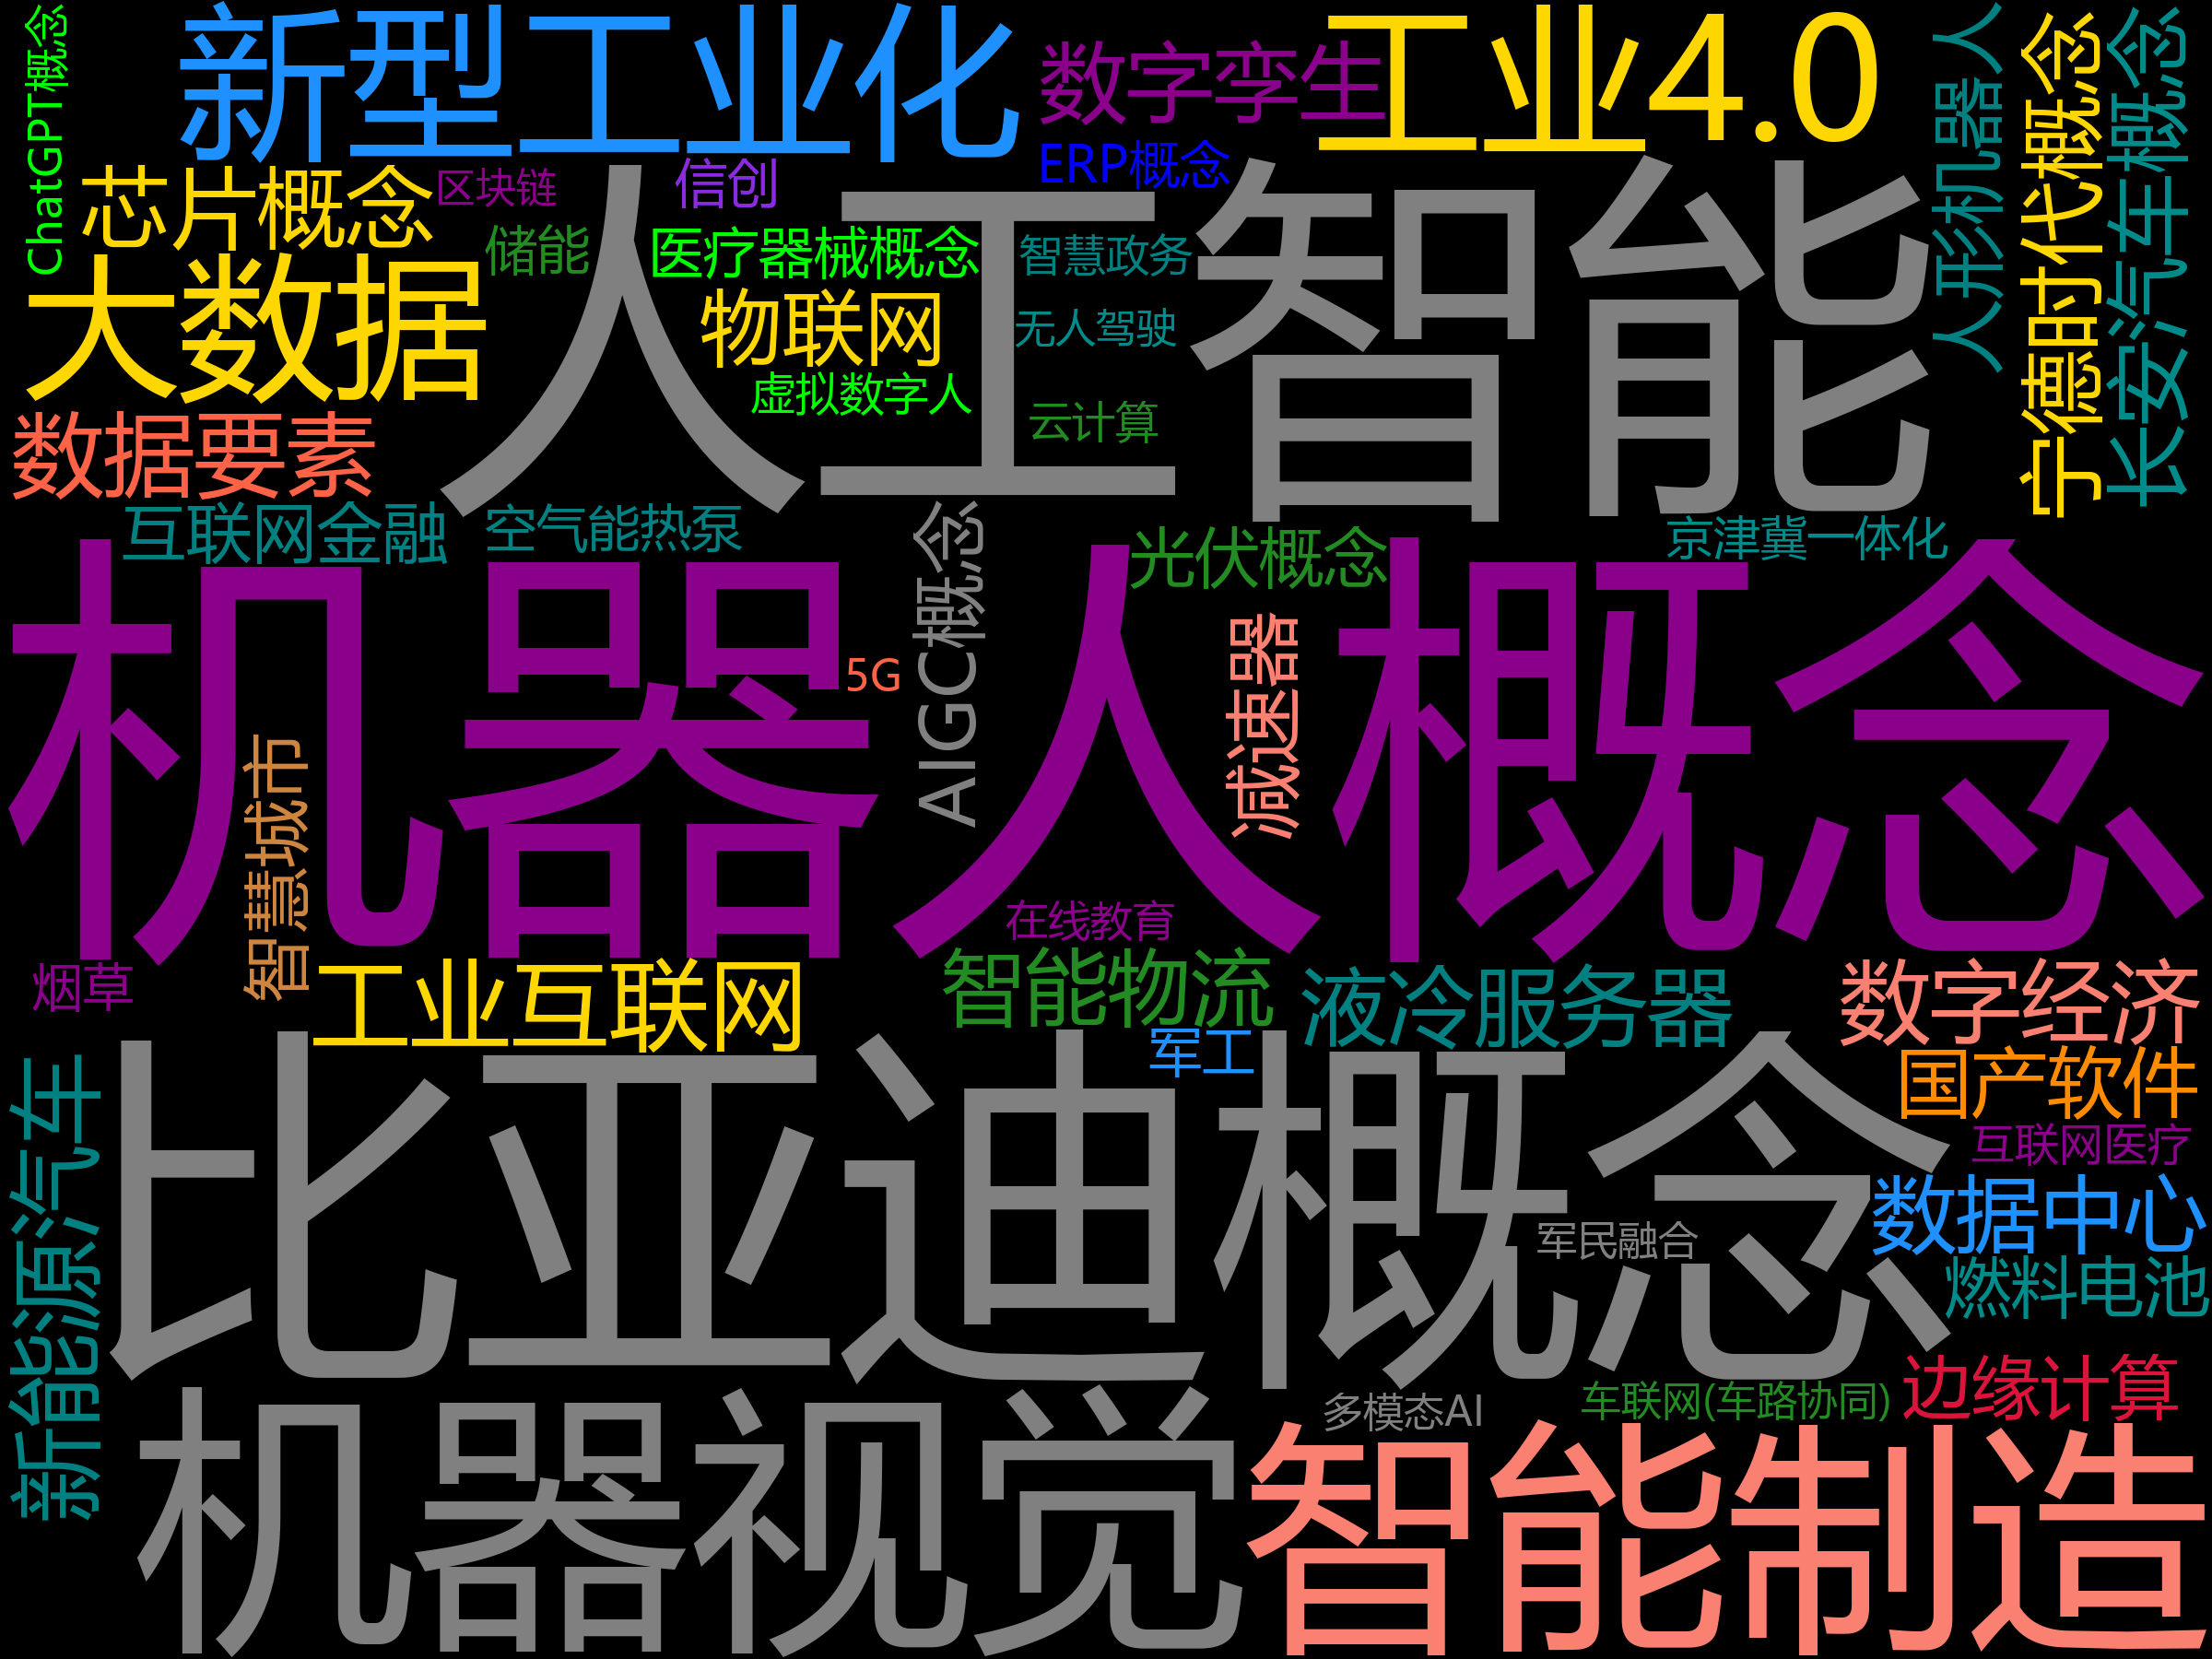 ChatGPT概念
新型工业化
数字孪生
工业4.0
人形机器人
宁德时代概念
长安汽车概念
ERP概念
芯片概念
区块链
信创
人工智能
储能
医疗器械概念
智慧政务
大数据
物联网
无人驾驶
虚拟数字人
云计算
数据要素
互联网金融
空气能热泵
AIGC概念
光伏概念
京津冀一体化
机器人概念
5G
减速器
智慧城市
在线教育
烟草
工业互联网
智能物流
液冷服务器
数字经济
军工
国产软件
新能源汽车
比亚迪概念
互联网医疗
数据中心
军民融合
燃料电池
边缘计算
多模态AI
车联网(车路协同)
机器视觉
智能制造